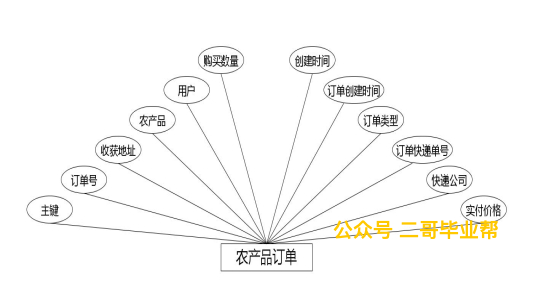 购买数量
创建时间
用户
订单创建时间
农产品
订单类型
收获地址
订单快递单号
订单号
快递公司
主键
实付价格
公众号 二哥毕业帮
农产品订单